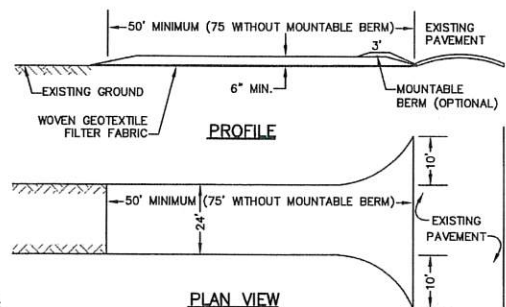 50' MINIMUM (75 WITHOUT MOUNTABLE BERM)
EXISTING
PAVEMENT
3'
EXISTING GROUND
6" MIN.
MOUNTABLE
BERM (OPTIONAL)
WOVEN GEOTEXTILE
FILTER FABRIC
PROFILE
10'
50' MINIMUM (75' WITHOUT MOUNTABLE BERM)
24'
EXISTING
PAVEMENT
10'
PLAN VIEW